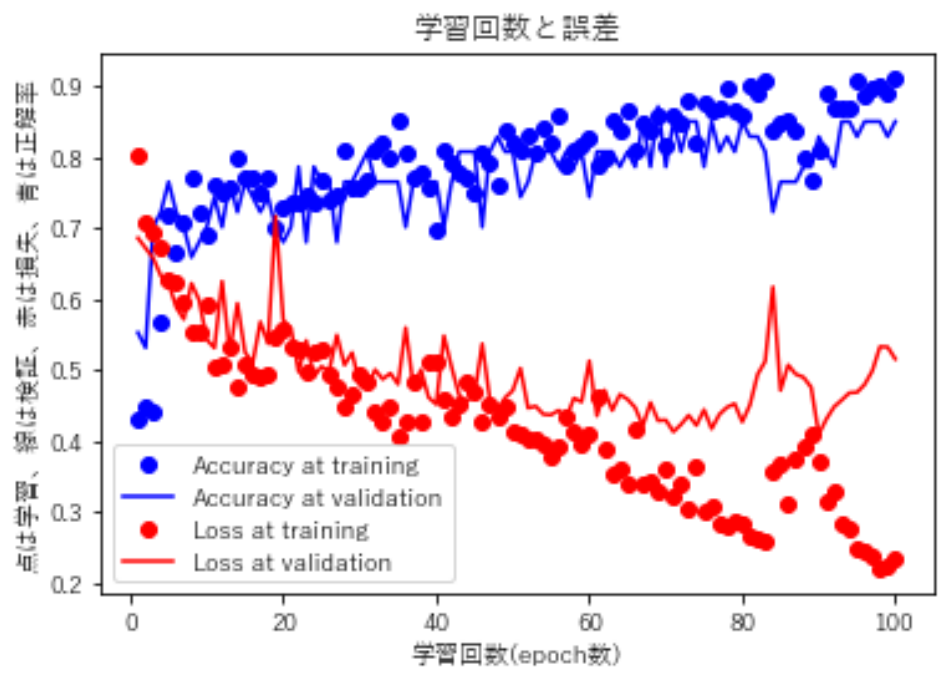 学習回数と誤差
点は学習、線は検証、赤は損失、青は正解率
0.9
0.8
0.7
0.6
0.5
0.4
0.3
0.2
Accuracy at training
Accuracy at validation
Loss at training
Loss at validation
0 20 40 60 80 100
学習回数(epoch数)